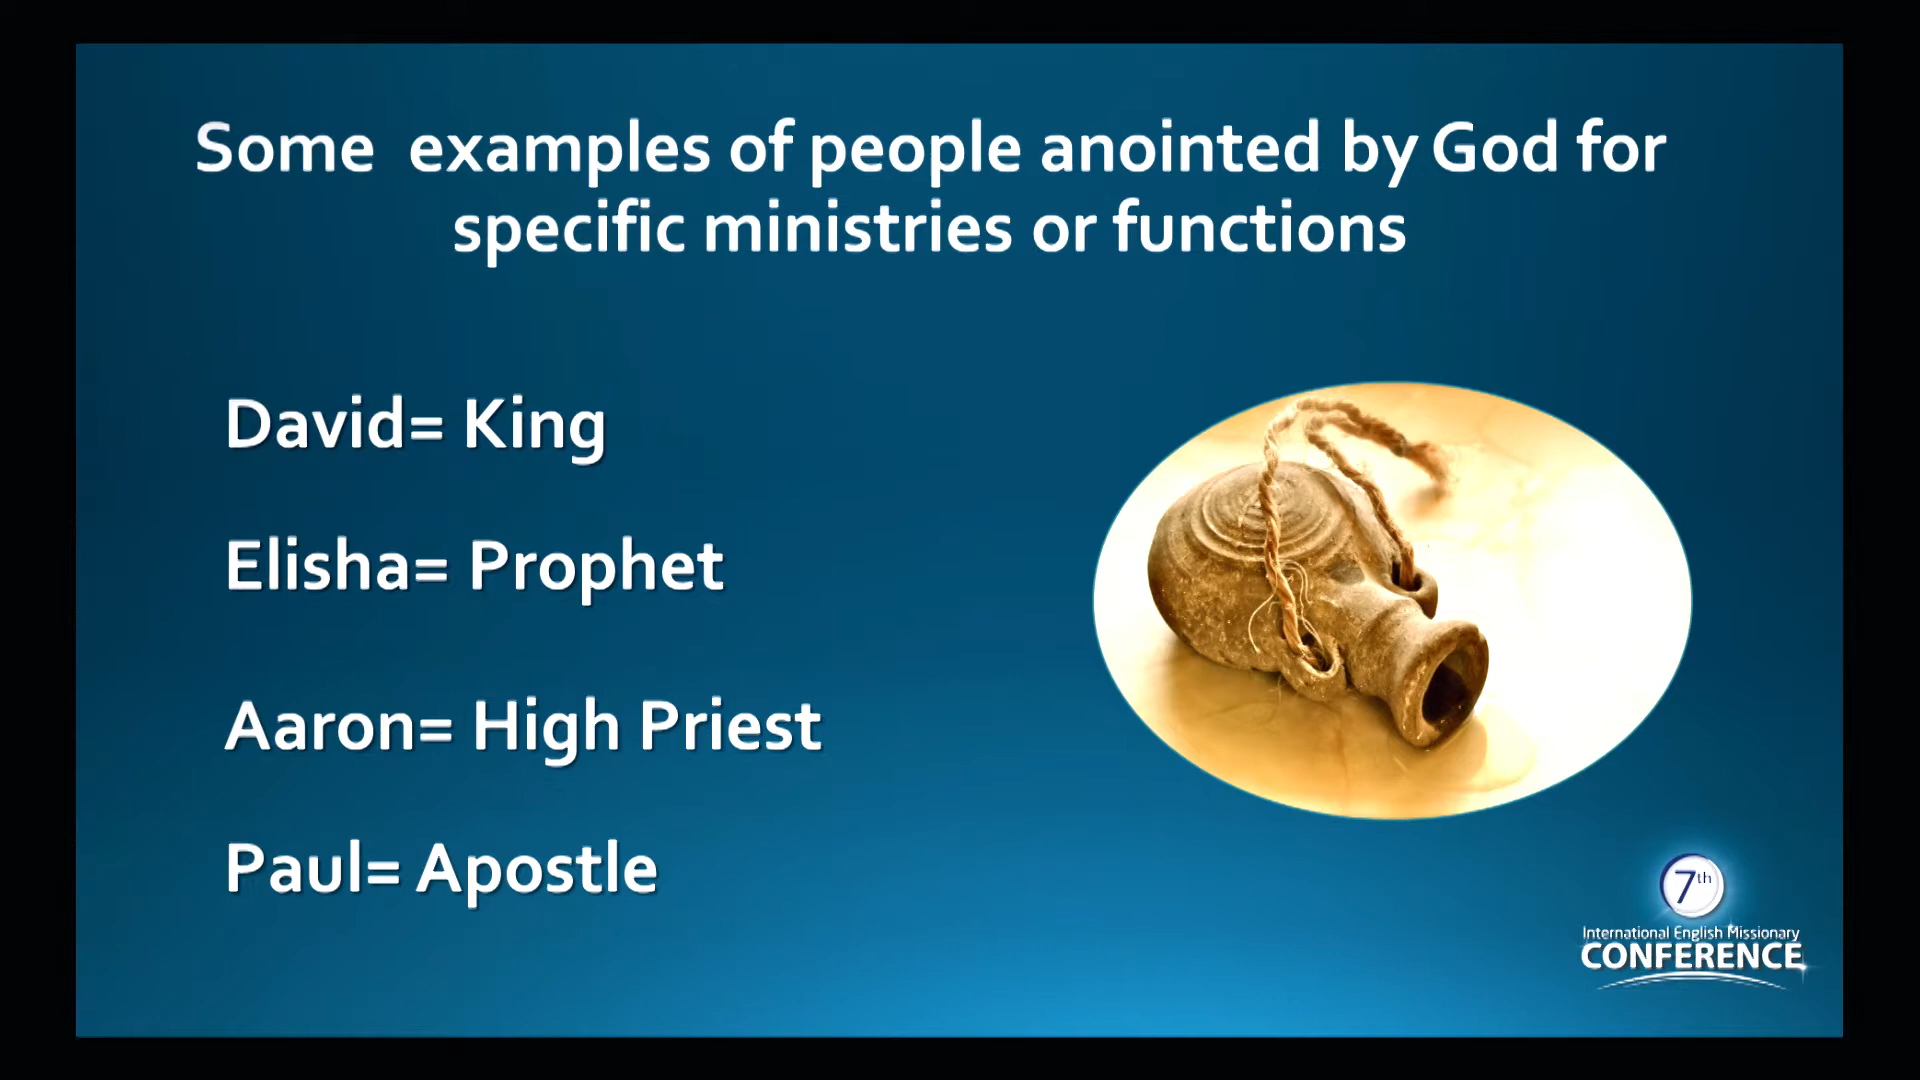 Some examples of people anointed by God for
specific ministries or functions
David= King
Elisha= Prophet
Aaron= High Priest
Paul= Apostle
7th
International English Missionary
CONFERENCE